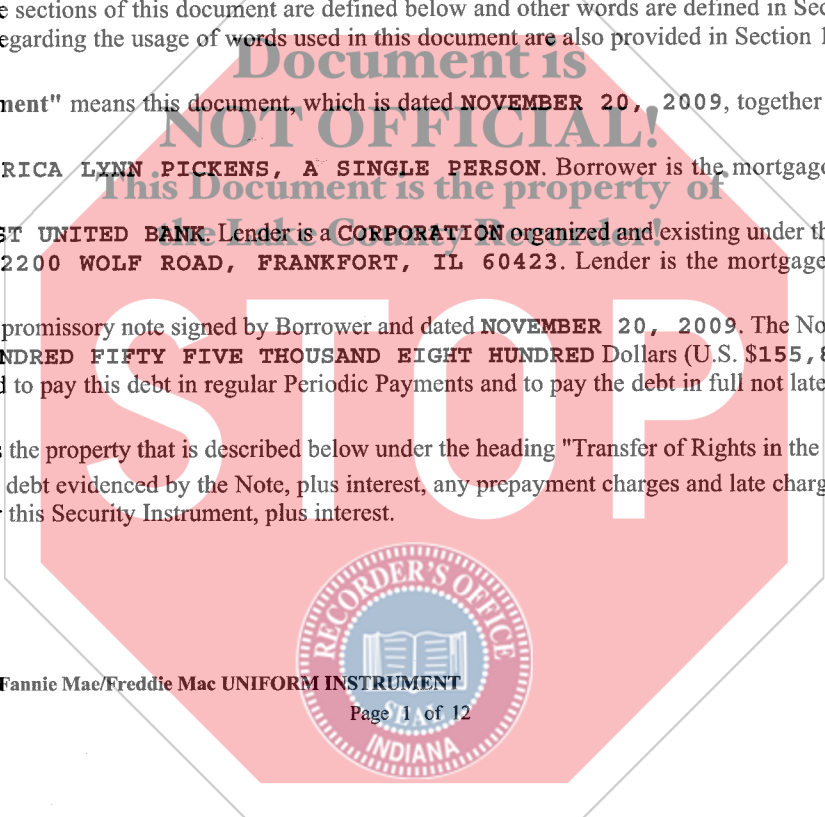 e sections of this document are defined below and other words are defined in Sec
egarding the usage of words used in this document are also provided in Section 1
Document is
nent" means this document, which is dated NOVEMBER 20, 2009, together
NOT OFFICIAL!
RICA LYNN PICKENS, A SINGLE PERSON. Borrower is the mortgago
This Document is the property of
ST UNITED BANK. Lender is a CORPORATION organized and existing under th
the Lake County Recorder!
2200 WOLF ROAD, FRANKFORT, IL 60423. Lender is the mortgage
promissory note signed by Borrower and dated NOVEMBER 20, 2009. The No
NDRED FIFTY FIVE THOUSAND EIGHT HUNDRED Dollars (U.S. $155,8
d to pay this debt in regular Periodic Payments and to pay the debt in full not late
STOP
s the property that is described below under the heading "Transfer of Rights in the
debt evidenced by the Note, plus interest, any prepayment charges and late charg
r this Security Instrument, plus interest.
RECORDER'S OFFICE
Fannie Mae/Freddie Mac UNIFORM INSTRUMENT
Page 1 of 12
SEAL
INDIANA